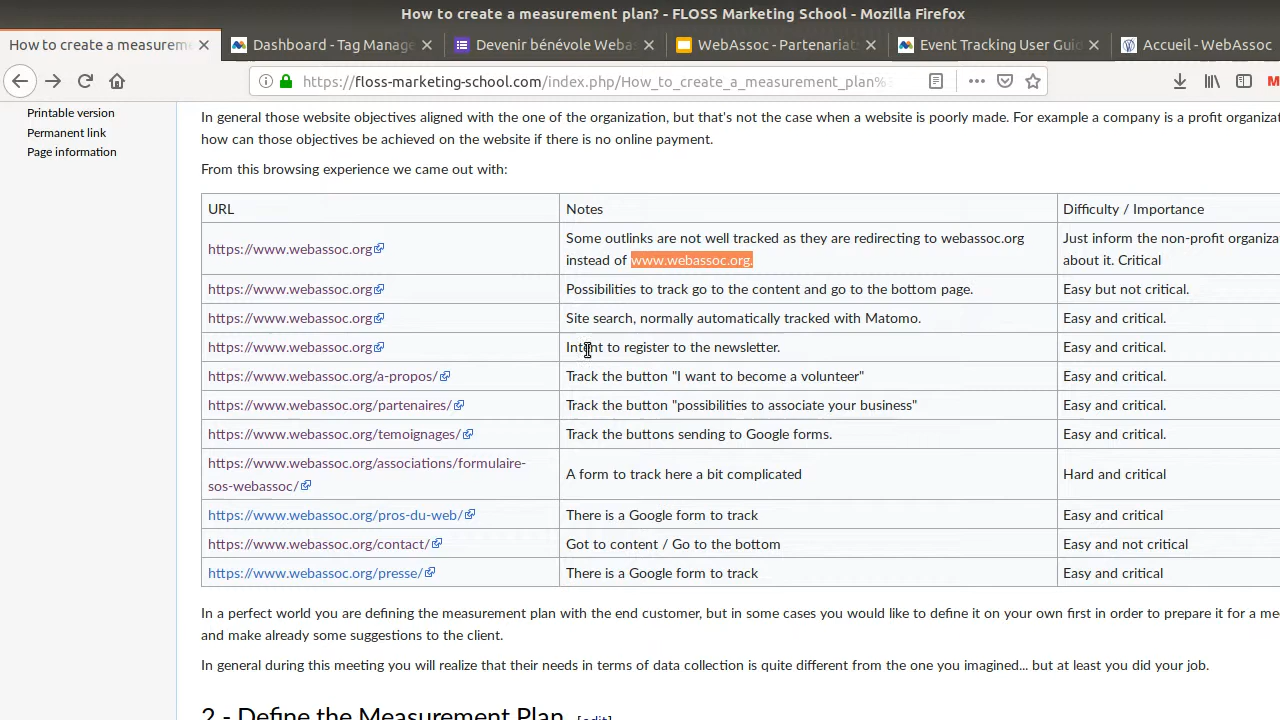 How to create a measurement plan? - FLOSS Marketing School - Mozilla Firefox
How to create a measureme
Dashboard - Tag Manage
Devenir bénévole Weba
WebAssoc - Partenariats
Event Tracking User Guid
Accueil - WebAssoc
https://floss-marketing-school.com/index.php/How_to_create_a_measurement_plan%
Printable version
Permanent link
Page information
In general those website objectives aligned with the one of the organization, but that's not the case when a website is poorly made. For example a company is a profit organizat
how can those objectives be achieved on the website if there is no online payment.
From this browsing experience we came out with:
URL Notes Difficulty / Importance
https://www.webassoc.org Some outlinks are not well tracked as they are redirecting to webassoc.org Just inform the non-profit organiza
instead of www.webassoc.org. about it. Critical
https://www.webassoc.org Possibilities to track go to the content and go to the bottom page. Easy but not critical.
https://www.webassoc.org Site search, normally automatically tracked with Matomo. Easy and critical.
https://www.webassoc.org Intent to register to the newsletter. Easy and critical.
https://www.webassoc.org/a-propos/ Track the button "I want to become a volunteer" Easy and critical.
https://www.webassoc.org/partenaires/ Track the button "possibilities to associate your business" Easy and critical.
https://www.webassoc.org/temoignages/ Track the buttons sending to Google forms. Easy and critical.
https://www.webassoc.org/associations/formulaire-
sos-webassoc/ A form to track here a bit complicated Hard and critical
https://www.webassoc.org/pros-du-web/ There is a Google form to track Easy and critical
https://www.webassoc.org/contact/ Got to content / Go to the bottom Easy and not critical
https://www.webassoc.org/presse/ There is a Google form to track Easy and critical
In a perfect world you are defining the measurement plan with the end customer, but in some cases you would like to define it on your own first in order to prepare it for a me
and make already some suggestions to the client.
In general during this meeting you will realize that their needs in terms of data collection is quite different from the one you imagined... but at least you did your job.
2 - Define the Measurement Plan [edit]